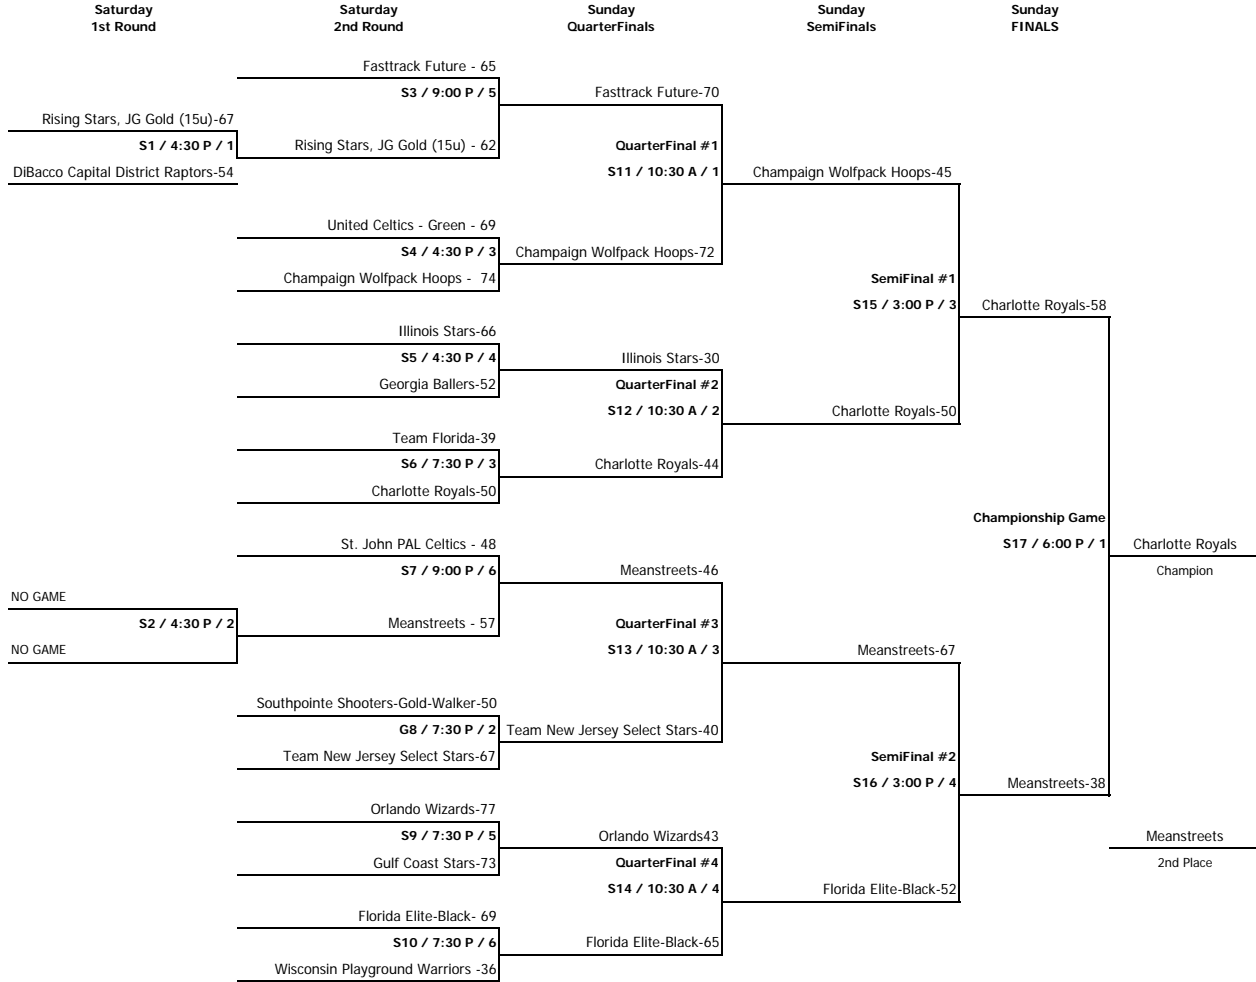 Saturday
1st Round
Saturday
2nd Round
Sunday
QuarterFinals
Sunday
SemiFinals
Sunday
FINALS
Fasttrack Future - 65
S3 / 9:00 P / 5
Fasttrack Future-70
Rising Stars, JG Gold (15u)-67
S1 / 4:30 P / 1
Rising Stars, JG Gold (15u) - 62
QuarterFinal #1
DiBacco Capital District Raptors-54
S11 / 10:30 A / 1
Champaign Wolfpack Hoops-45
United Celtics - Green - 69
S4 / 4:30 P / 3
Champaign Wolfpack Hoops-72
Champaign Wolfpack Hoops -  74
SemiFinal #1
S15 / 3:00 P / 3
Charlotte Royals-58
Illinois Stars-66
S5 / 4:30 P / 4
Illinois Stars-30
Georgia Ballers-52
QuarterFinal #2
S12 / 10:30 A / 2
Charlotte Royals-50
Team Florida-39
S6 / 7:30 P / 3
Charlotte Royals-44
Charlotte Royals-50
Championship Game
St. John PAL Celtics - 48
S17 / 6:00 P / 1
Charlotte Royals
S7 / 9:00 P / 6
Meanstreets-46
Champion
NO GAME
S2 / 4:30 P / 2
Meanstreets - 57
QuarterFinal #3
NO GAME
S13 / 10:30 A / 3
Meanstreets-67
Southpointe Shooters-Gold-Walker-50
G8 / 7:30 P / 2
Team New Jersey Select Stars-40
Team New Jersey Select Stars-67
SemiFinal #2
S16 / 3:00 P / 4
Meanstreets-38
Orlando Wizards-77
S9 / 7:30 P / 5
Orlando Wizards43
Meanstreets
Gulf Coast Stars-73
QuarterFinal #4
2nd Place
S14 / 10:30 A / 4
Florida Elite-Black-52
Florida Elite-Black- 69
S10 / 7:30 P / 6
Florida Elite-Black-65
Wisconsin Playground Warriors -36